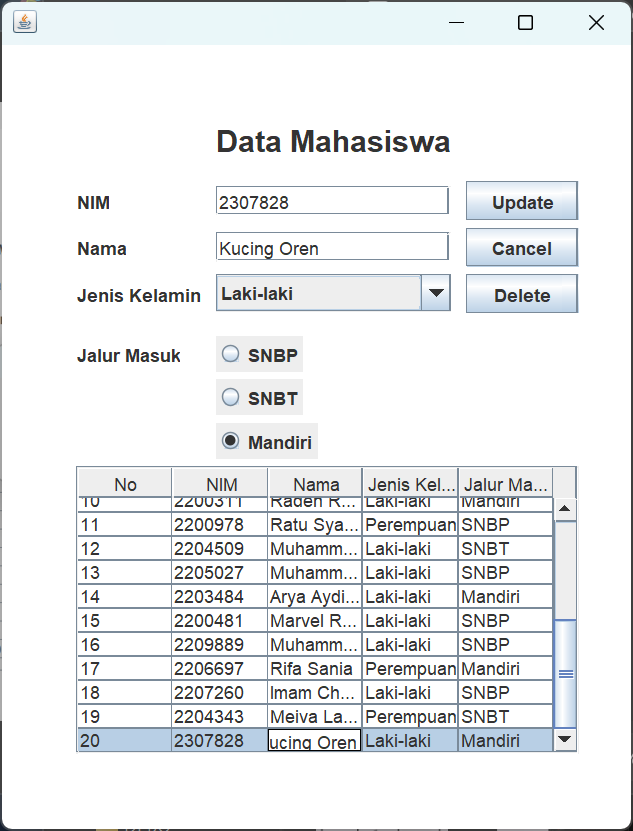 Data Mahasiswa
NIM 2307828 Update
Nama Kucing Oren Cancel
Jenis Kelamin Laki-laki Delete
Jalur Masuk SNBP
SNBT
Mandiri
No NIM Nama Jenis Kel... Jalur Ma...
10 2200311 Raden R... Laki-laki Mandiri
11 2200978 Ratu Sya... Perempuan SNBP
12 2204509 Muhamm... Laki-laki SNBT
13 2205027 Muhamm... Laki-laki SNBP
14 2203484 Arya Aydi... Laki-laki Mandiri
15 2200481 Marvel R... Laki-laki SNBP
16 2209889 Muhamm... Laki-laki SNBP
17 2206697 Rifa Sania Perempuan Mandiri
18 2207260 Imam Ch... Laki-laki SNBP
19 2204343 Meiva La... Perempuan SNBT
20 2307828 ucing Oren Laki-laki Mandiri